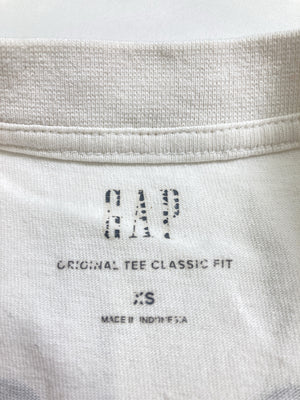 GAP
ORIGINAL TEE CLASSIC FIT
XS
MADE IN INDONESIA